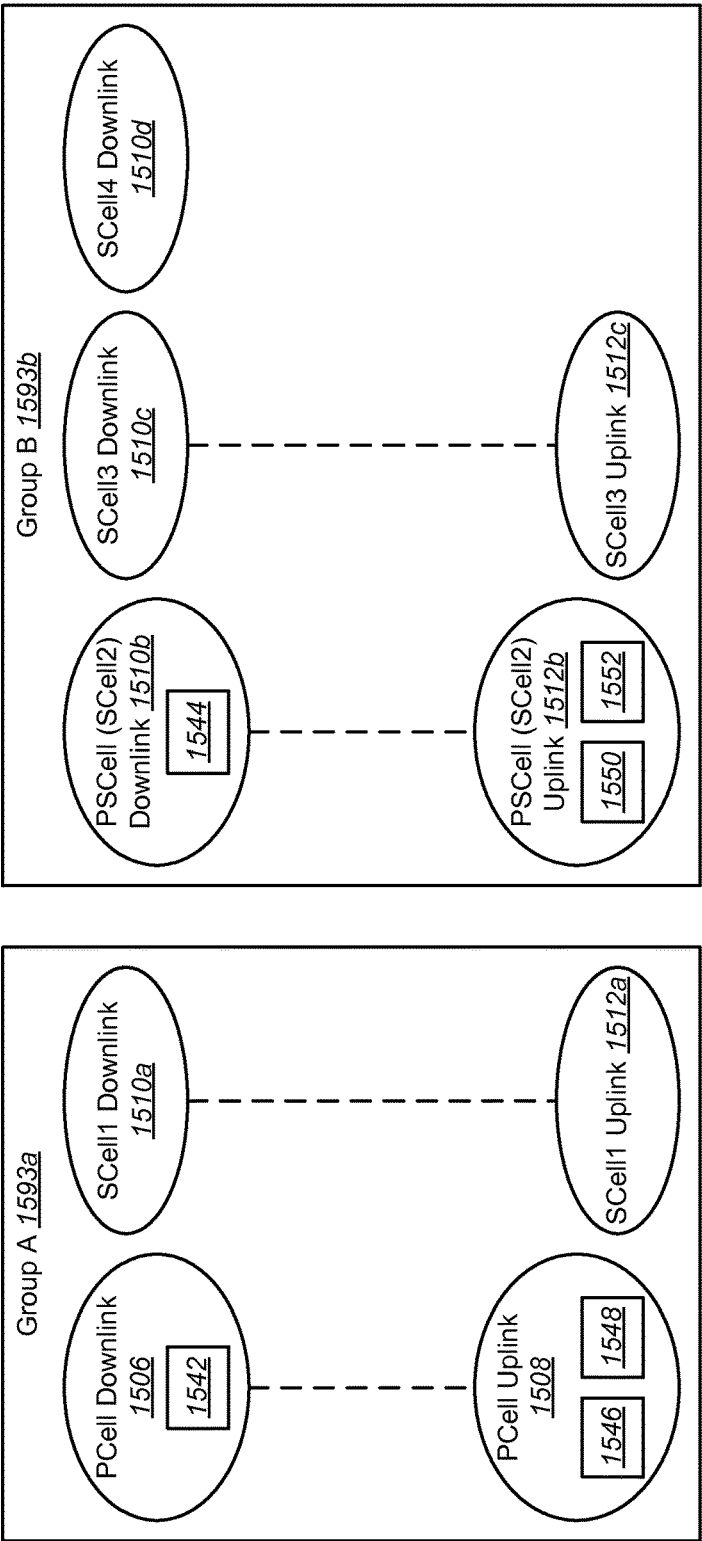 Group A 1593a
PCell Downlink
1506
1542
SCell1 Downlink
1510a
PCell Uplink
1508
1546
1548
SCell1 Uplink 1512a
Group B 1593b
PSCell (SCell2)
Downlink 1510b
1544
SCell3 Downlink
1510c
SCell4 Downlink
1510d
PSCell (SCell2)
Uplink 1512b
1550
1552
SCell3 Uplink 1512c